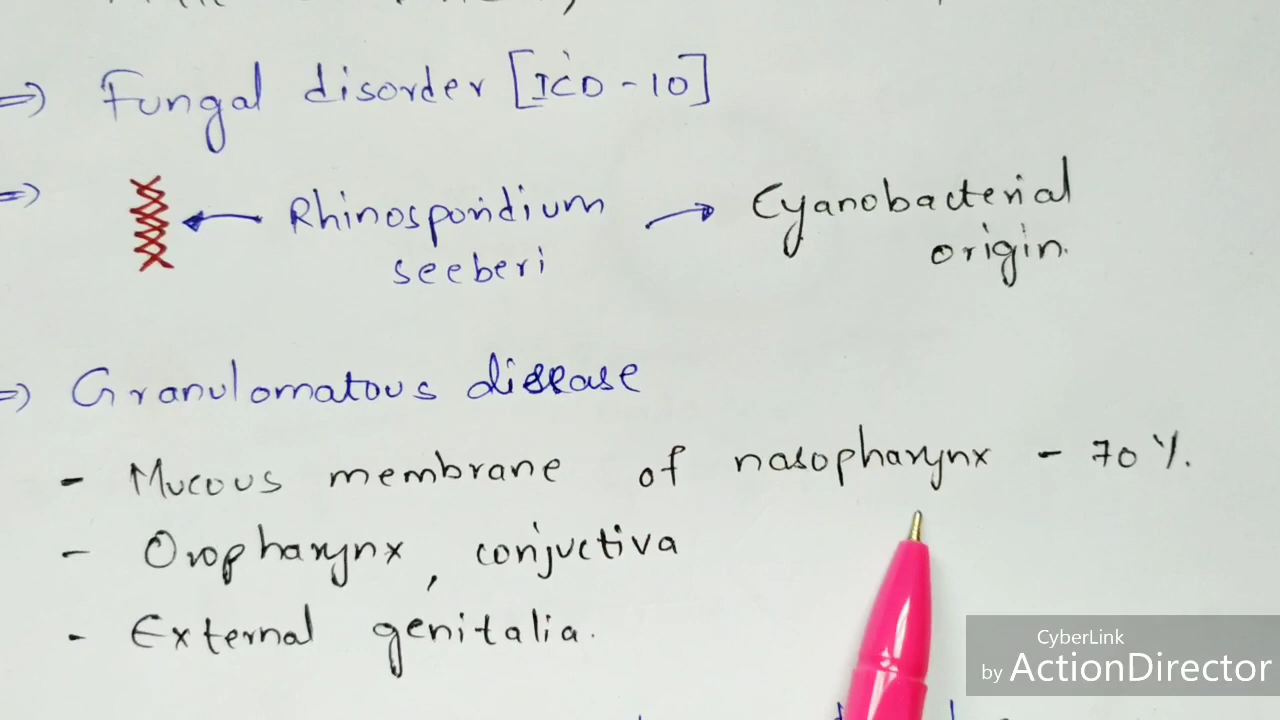 ⇒ Fungal disorder [ICD-10]
⇒ ← Rhinosporidium → Cyanobacterial
seeberi origin.
⇒ Granulomatous disease
- Mucous membrane of nasopharynx - 70%.
- Oropharynx, conjuctiva
- External genitalia.
CyberLink
by ActionDirector